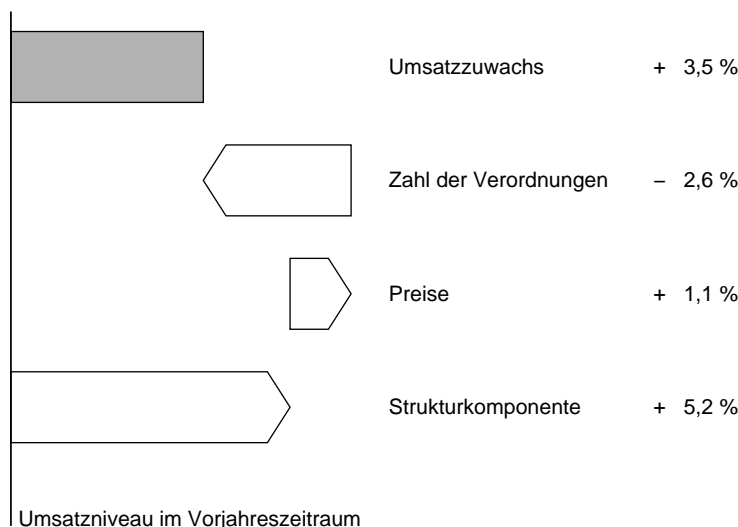 Umsatzzuwachs + 3,5 %
Zahl der Verordnungen – 2,6 %
Preise + 1,1 %
Strukturkomponente + 5,2 %
Umsatzniveau im Vorjahreszeitraum